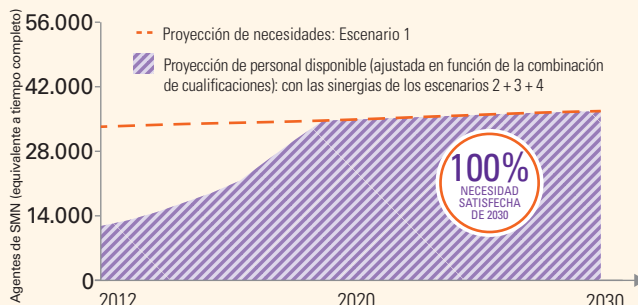 Agentes de SMN (equivalente a tiempo completo)
56.000
42.000
28.000
14.000
0
Proyección de necesidades: Escenario 1
Proyección de personal disponible (ajustada en función de la combinación
de cualificaciones): con las sinergias de los escenarios 2 + 3 + 4
100%
NECESIDAD
SATISFECHA
DE 2030
2012
2020
2030